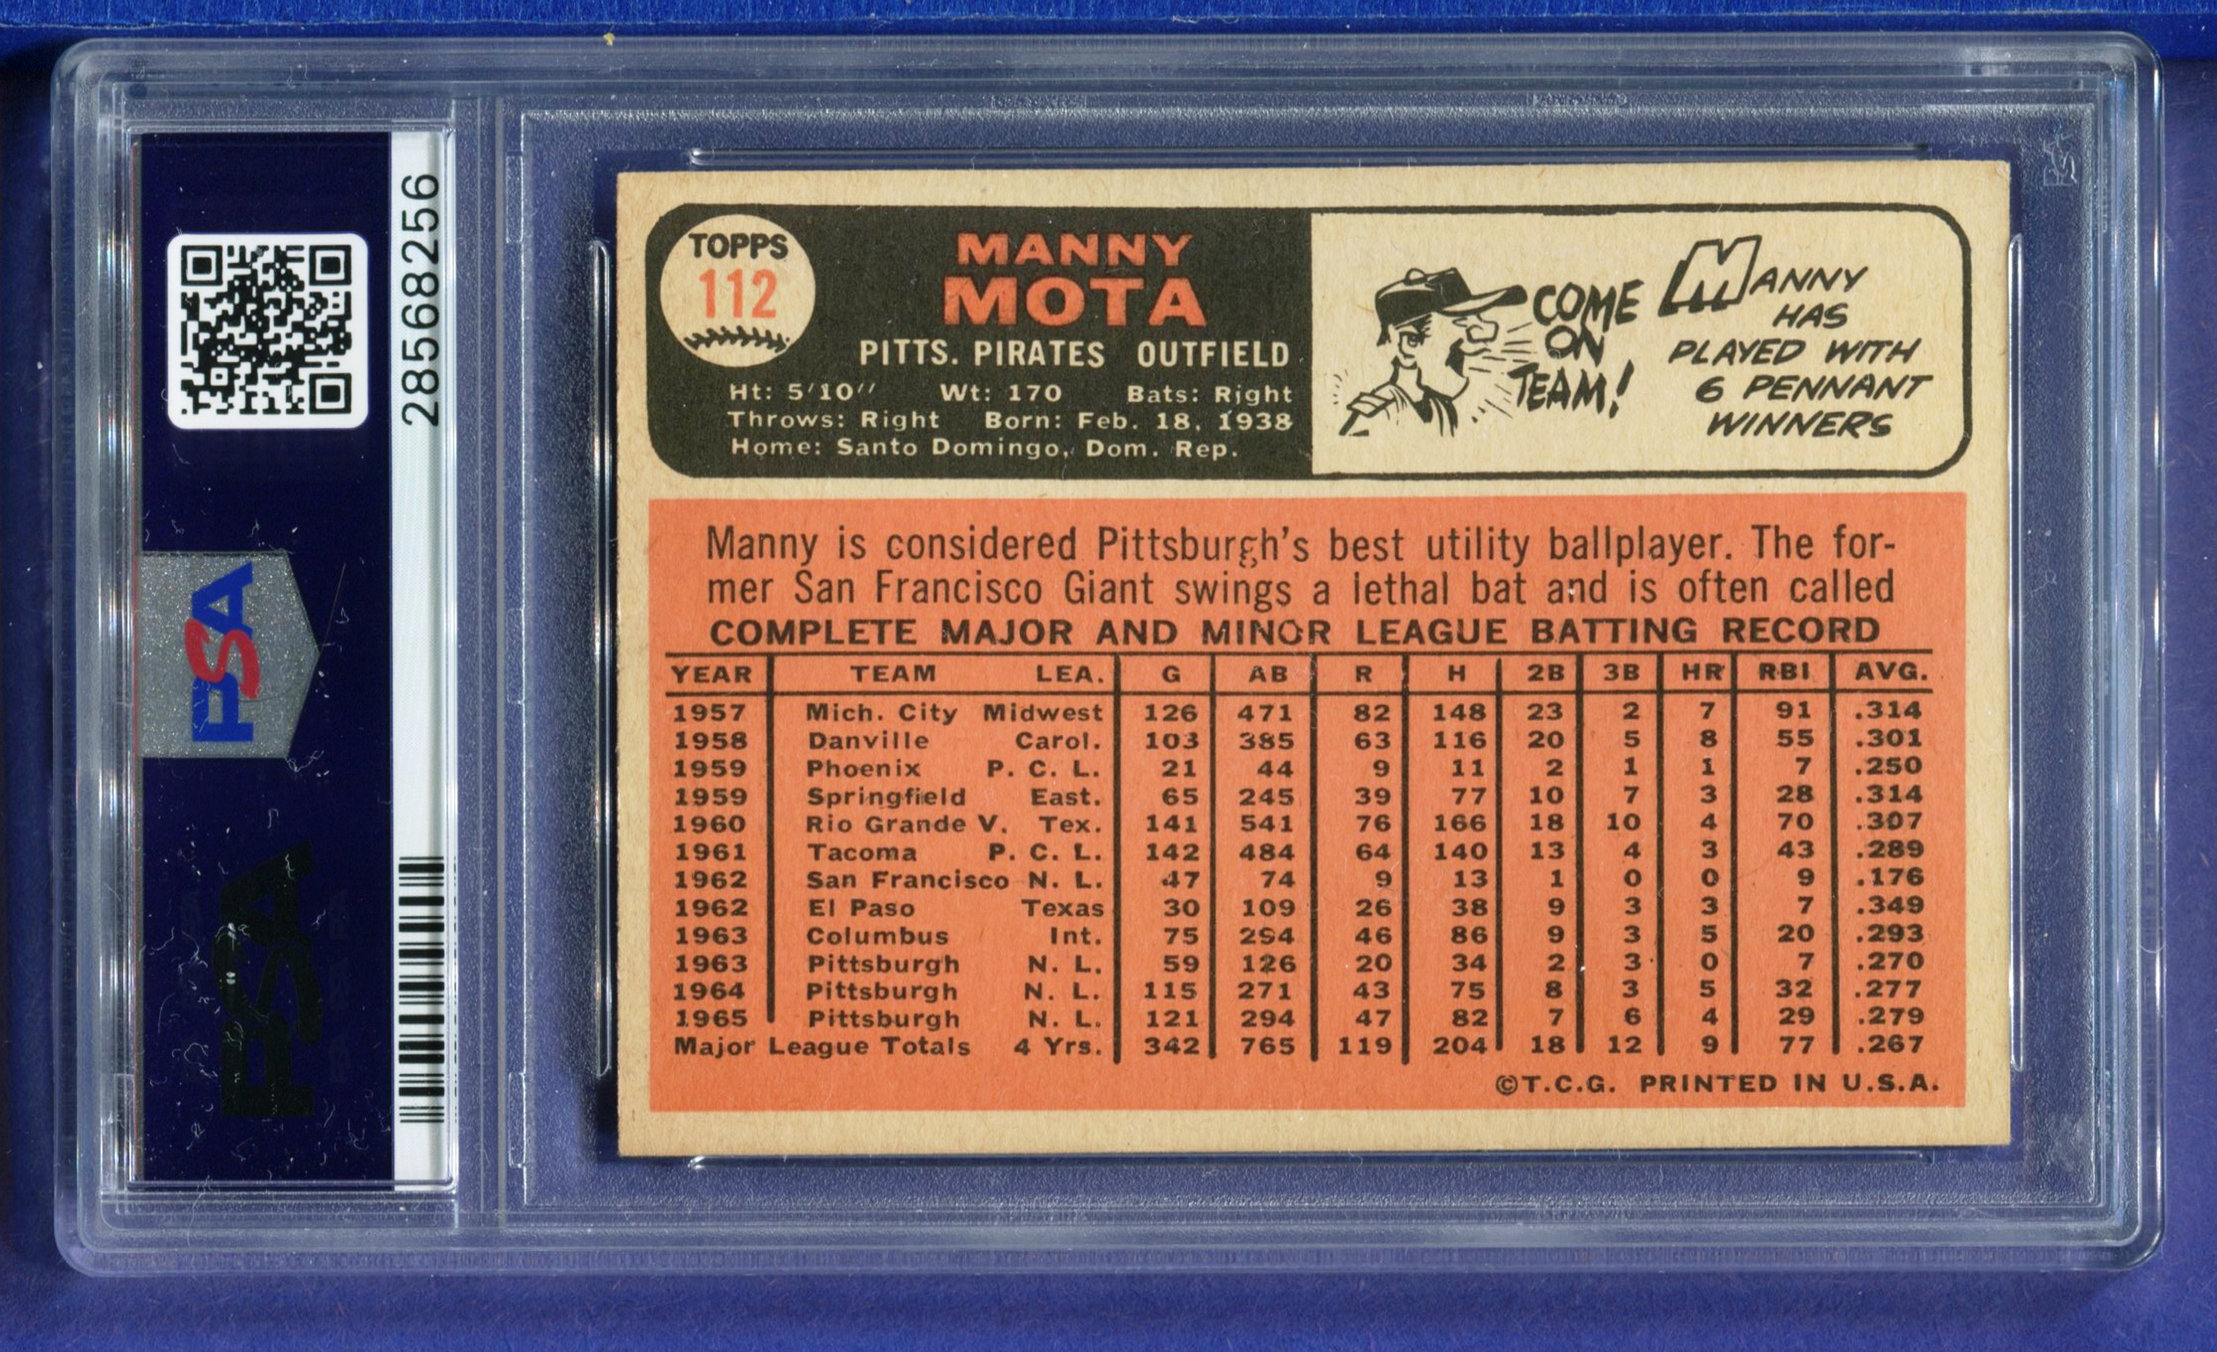 28568256
PSA
PSA
TOPPS
112
MANNY
MOTA
PITTS. PIRATES OUTFIELD
Ht: 5'10'' Wt: 170 Bats: Right
Throws: Right Born: Feb. 18, 1938
Home: Santo Domingo, Dom. Rep.
COME
ON
TEAM!
MANNY
HAS
PLAYED WITH
6 PENNANT
WINNERS
Manny is considered Pittsburgh's best utility ballplayer. The for-
mer San Francisco Giant swings a lethal bat and is often called
COMPLETE MAJOR AND MINOR LEAGUE BATTING RECORD
YEAR TEAM LEA. G AB R H 2B 3B HR RBI AVG.
1957 Mich. City Midwest 126 471 82 148 23 2 7 91 .314
1958 Danville Carol. 103 385 63 116 20 5 8 55 .301
1959 Phoenix P. C. L. 21 44 9 11 2 1 1 7 .250
1959 Springfield East. 65 245 39 77 10 7 3 28 .314
1960 Rio Grande V. Tex. 141 541 76 166 18 10 4 70 .307
1961 Tacoma P. C. L. 142 484 64 140 13 4 3 43 .289
1962 San Francisco N. L. 47 74 9 13 1 0 0 9 .176
1962 El Paso Texas 30 109 26 38 9 3 3 7 .349
1963 Columbus Int. 75 294 46 86 9 3 5 20 .293
1963 Pittsburgh N. L. 59 126 20 34 2 3 0 7 .270
1964 Pittsburgh N. L. 115 271 43 75 8 3 5 32 .277
1965 Pittsburgh N. L. 121 294 47 82 7 6 4 29 .279
Major League Totals 4 Yrs. 342 765 119 204 18 12 9 77 .267
©T.C.G. PRINTED IN U.S.A.